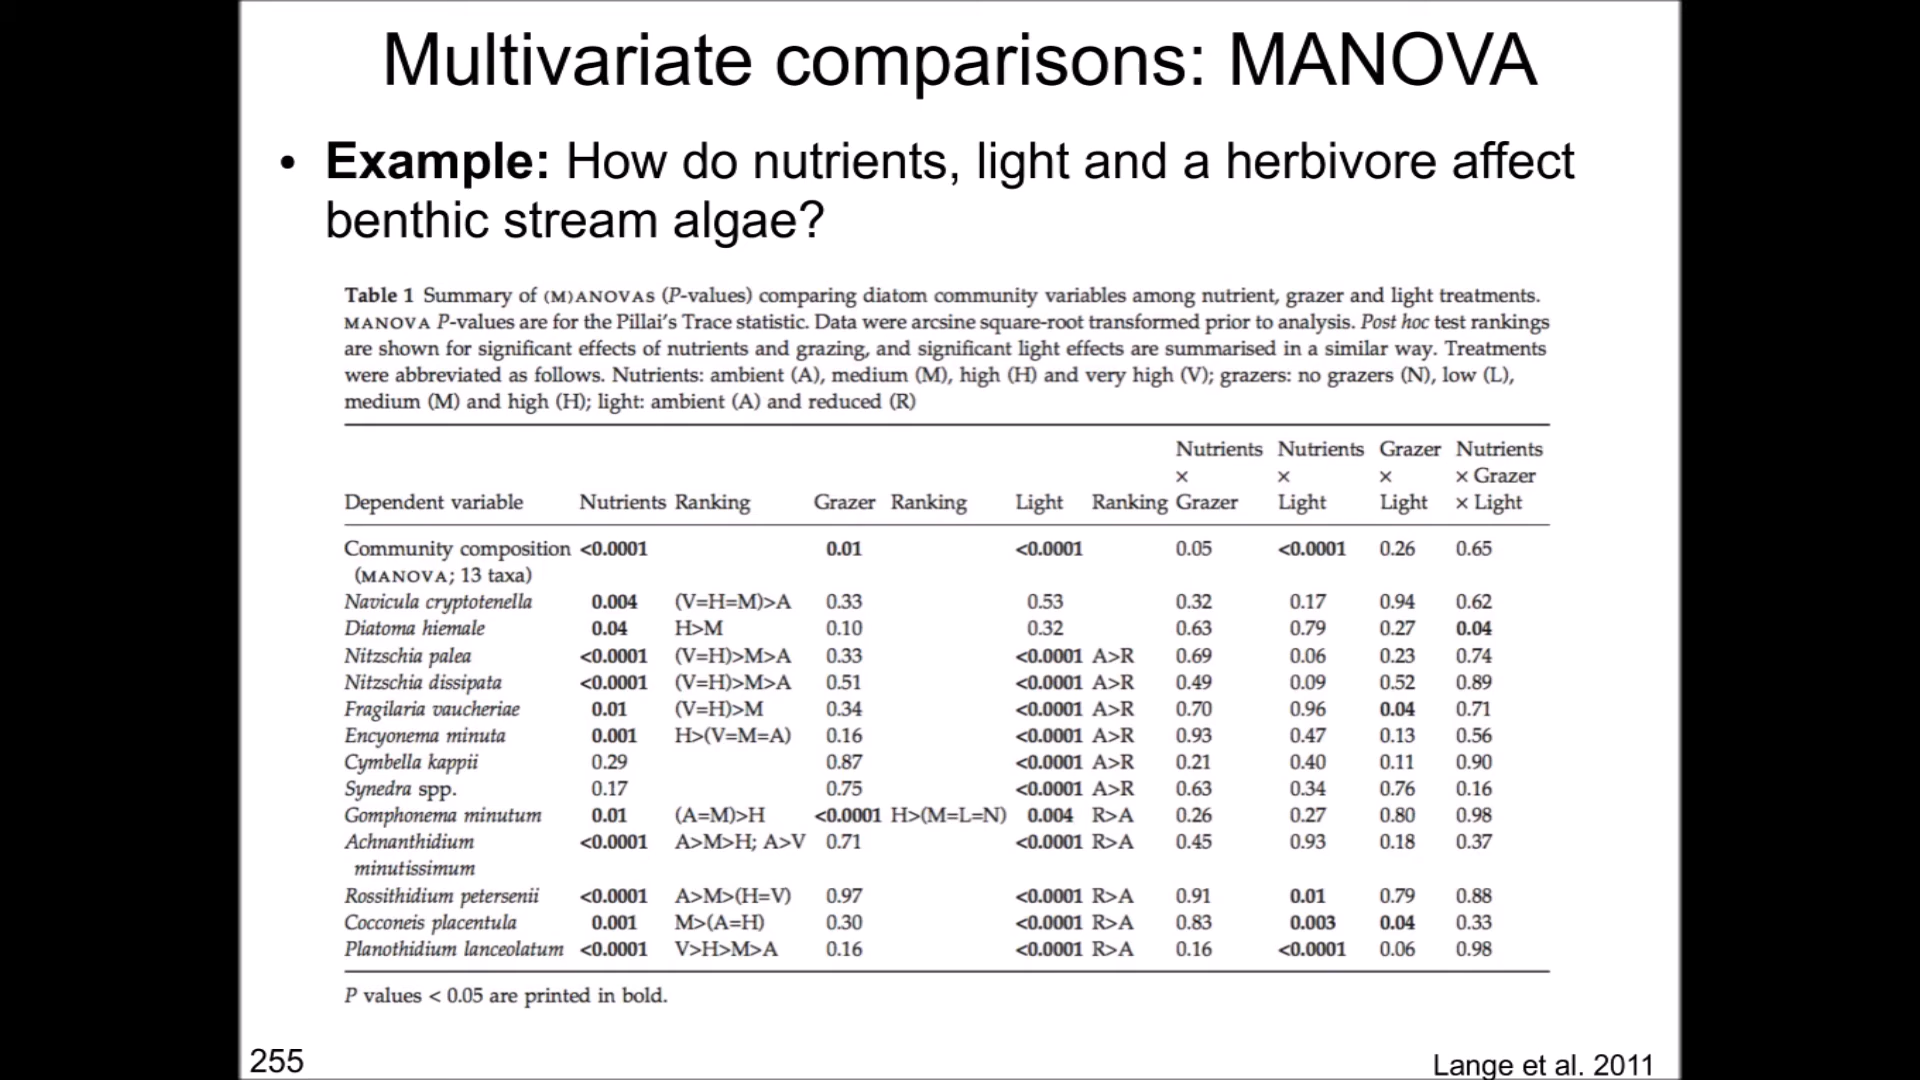 Multivariate comparisons: MANOVA
• Example: How do nutrients, light and a herbivore affect
benthic stream algae?
Table 1 Summary of (M)ANOVAS (P-values) comparing diatom community variables among nutrient, grazer and light treatments.
MANOVA P-values are for the Pillai's Trace statistic. Data were arcsine square-root transformed prior to analysis. Post hoc test rankings
are shown for significant effects of nutrients and grazing, and significant light effects are summarised in a similar way. Treatments
were abbreviated as follows. Nutrients: ambient (A), medium (M), high (H) and very high (V); grazers: no grazers (N), low (L),
medium (M) and high (H); light: ambient (A) and reduced (R)
Nutrients Nutrients Grazer Nutrients
× × × × Grazer
Dependent variable Nutrients Ranking Grazer Ranking Light Ranking Grazer Light Light × Light
Community composition <0.0001 0.01 <0.0001 0.05 <0.0001 0.26 0.65
(MANOVA; 13 taxa)
Navicula cryptotenella 0.004 (V=H=M)>A 0.33 0.53 0.32 0.17 0.94 0.62
Diatoma hiemale 0.04 H>M 0.10 0.32 0.63 0.79 0.27 0.04
Nitzschia palea <0.0001 (V=H)>M>A 0.33 <0.0001 A>R 0.69 0.06 0.23 0.74
Nitzschia dissipata <0.0001 (V=H)>M>A 0.51 <0.0001 A>R 0.49 0.09 0.52 0.89
Fragilaria vaucheriae 0.01 (V=H)>M 0.34 <0.0001 A>R 0.70 0.96 0.04 0.71
Encyonema minuta 0.001 H>(V=M=A) 0.16 <0.0001 A>R 0.93 0.47 0.13 0.56
Cymbella kappii 0.29 0.87 <0.0001 A>R 0.21 0.40 0.11 0.90
Synedra spp. 0.17 0.75 <0.0001 A>R 0.63 0.34 0.76 0.16
Gomphonema minutum 0.01 (A=M)>H <0.0001 H>(M=L=N) 0.004 R>A 0.26 0.27 0.80 0.98
Achnanthidium <0.0001 A>M>H; A>V 0.71 <0.0001 R>A 0.45 0.93 0.18 0.37
minutissimum
Rossithidium petersenii <0.0001 A>M>(H=V) 0.97 <0.0001 R>A 0.91 0.01 0.79 0.88
Cocconeis placentula 0.001 M>(A=H) 0.30 <0.0001 R>A 0.83 0.003 0.04 0.33
Planothidium lanceolatum <0.0001 V>H>M>A 0.16 <0.0001 R>A 0.16 <0.0001 0.06 0.98
P values < 0.05 are printed in bold.
255
Lange et al. 2011